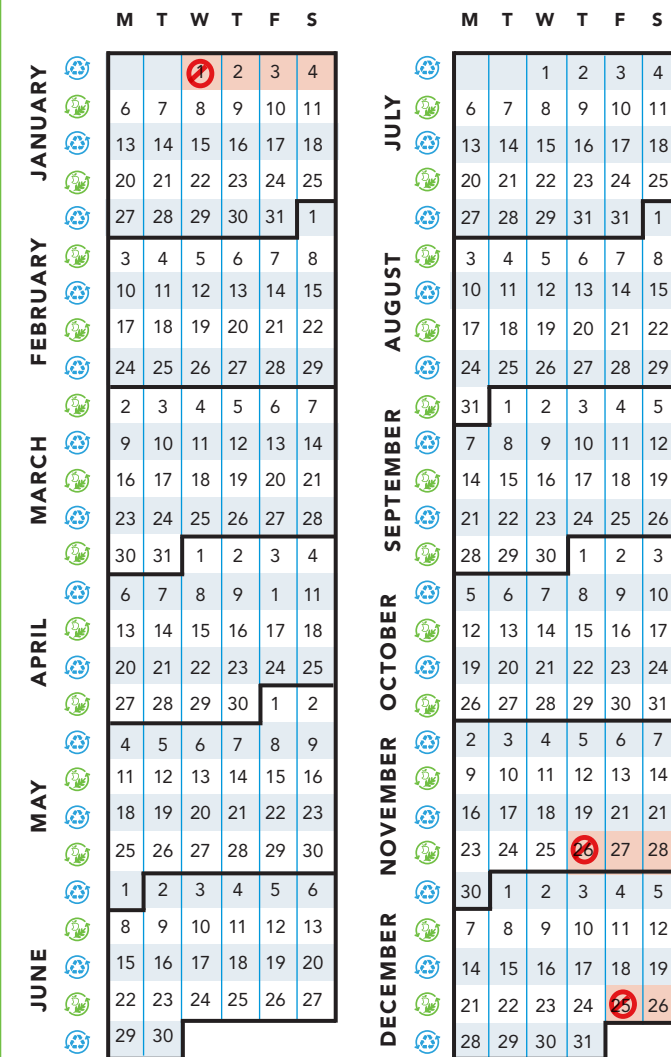 M T W T F S
JANUARY
1 2 3 4
6 7 8 9 10 11
13 14 15 16 17 18
20 21 22 23 24 25
27 28 29 30 31 1
FEBRUARY
3 4 5 6 7 8
10 11 12 13 14 15
17 18 19 20 21 22
24 25 26 27 28 29
MARCH
2 3 4 5 6 7
9 10 11 12 13 14
16 17 18 19 20 21
23 24 25 26 27 28
30 31 1 2 3 4
APRIL
6 7 8 9 1 11
13 14 15 16 17 18
20 21 22 23 24 25
27 28 29 30 1 2
MAY
4 5 6 7 8 9
11 12 13 14 15 16
18 19 20 21 22 23
25 26 27 28 29 30
1 2 3 4 5 6
JUNE
8 9 10 11 12 13
15 16 17 18 19 20
22 23 24 25 26 27
29 30
M T W T F S
JULY
1 2 3 4
6 7 8 9 10 11
13 14 15 16 17 18
20 21 22 23 24 25
27 28 29 31 31 1
AUGUST
3 4 5 6 7 8
10 11 12 13 14 15
17 18 19 20 21 22
24 25 26 27 28 29
31 1 2 3 4 5
SEPTEMBER
7 8 9 10 11 12
14 15 16 17 18 19
21 22 23 24 25 26
28 29 30 1 2 3
OCTOBER
5 6 7 8 9 10
12 13 14 15 16 17
19 20 21 22 23 24
26 27 28 29 30 31
NOVEMBER
2 3 4 5 6 7
9 10 11 12 13 14
16 17 18 19 21 21
23 24 25 26 27 28
30 1 2 3 4 5
DECEMBER
7 8 9 10 11 12
14 15 16 17 18 19
21 22 23 24 25 26
28 29 30 31